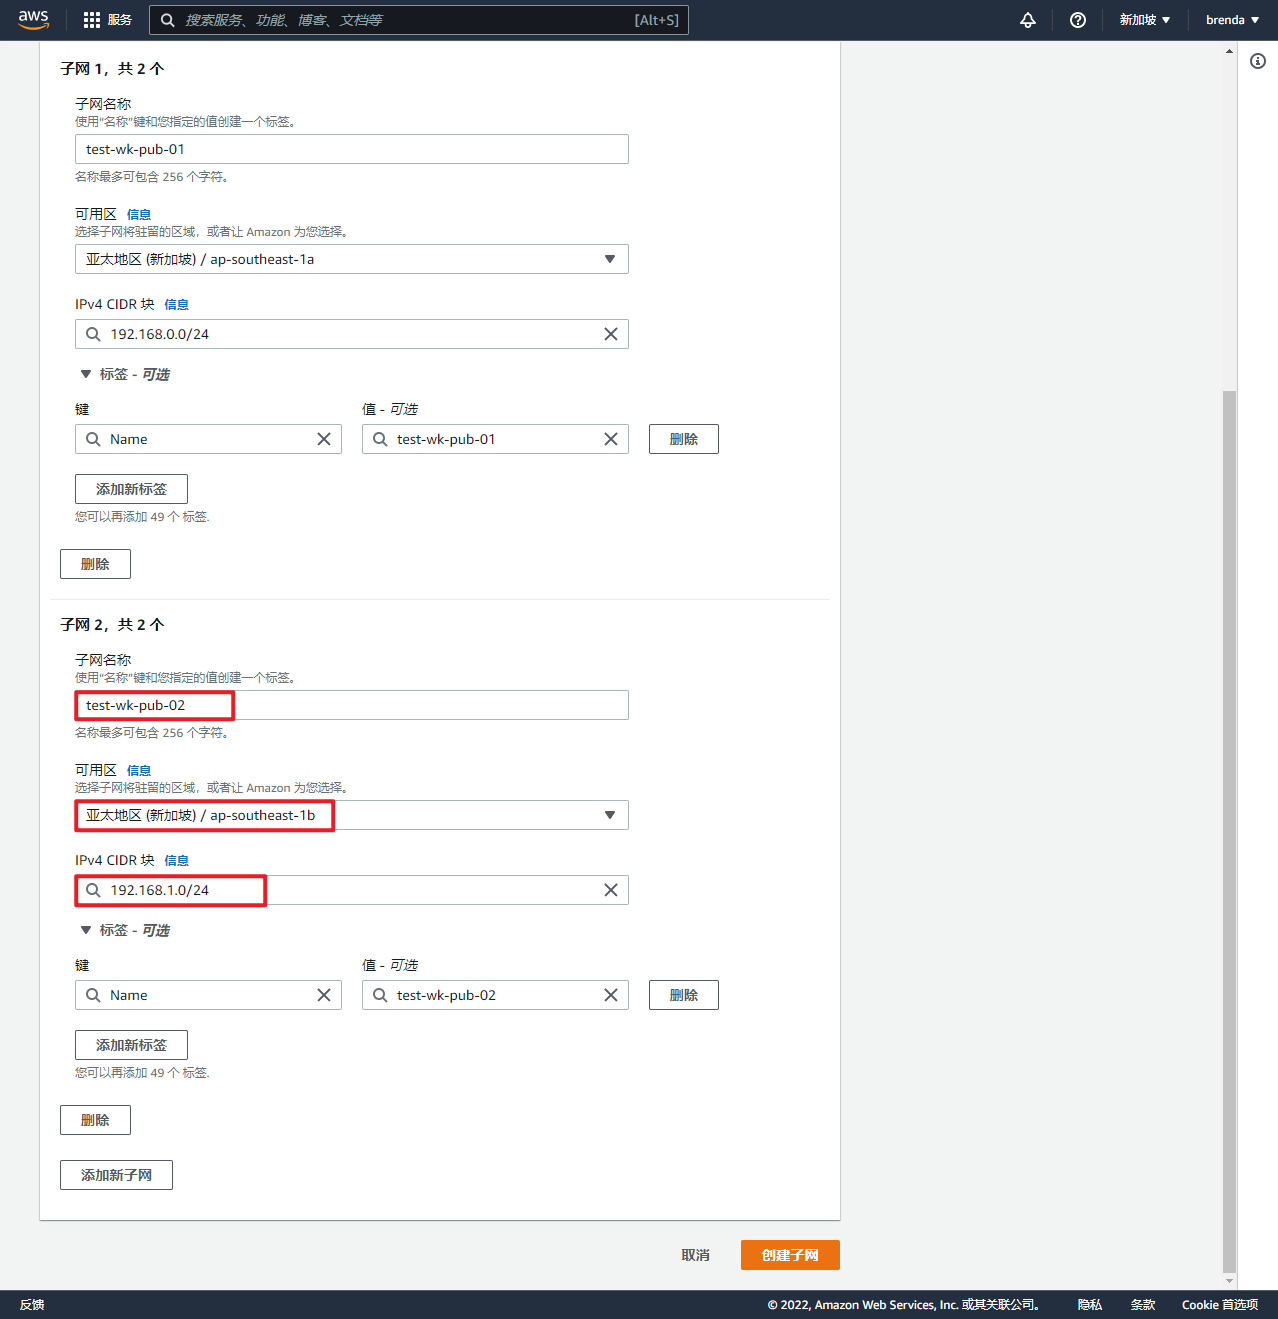 aws 服务 搜索服务、功能、博客、文档等 [Alt+S] 新加坡 brenda
子网 1，共 2 个
子网名称
使用“名称”键和您指定的值创建一个标签。
test-wk-pub-01
名称最多可包含 256 个字符。
可用区 信息
选择子网将驻留的区域，或者让 Amazon 为您选择。
亚太地区 (新加坡) / ap-southeast-1a
IPv4 CIDR 块 信息
192.168.0.0/24
标签 - 可选
键 值 - 可选
Name test-wk-pub-01 删除
添加新标签
您可以再添加 49 个 标签.
删除
子网 2，共 2 个
子网名称
使用“名称”键和您指定的值创建一个标签。
test-wk-pub-02
名称最多可包含 256 个字符。
可用区 信息
选择子网将驻留的区域，或者让 Amazon 为您选择。
亚太地区 (新加坡) / ap-southeast-1b
IPv4 CIDR 块 信息
192.168.1.0/24
标签 - 可选
键 值 - 可选
Name test-wk-pub-02 删除
添加新标签
您可以再添加 49 个 标签.
删除
添加新子网
取消 创建子网
反馈 © 2022, Amazon Web Services, Inc. 或其关联公司。 隐私 条款 Cookie 首选项